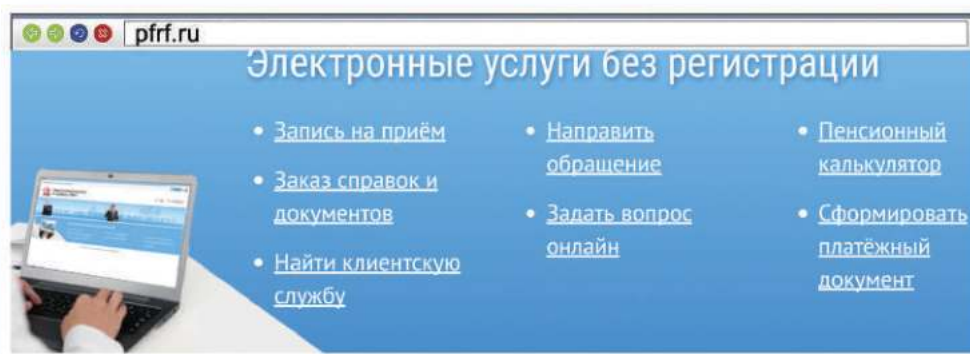 pfrf.ru
Электронные услуги без регистрации
Запись на приём
Заказ справок и
документов
Найти клиентскую
службу
Направить
обращение
Задать вопрос
онлайн
Пенсионный
калькулятор
Сформировать
платёжный
документ